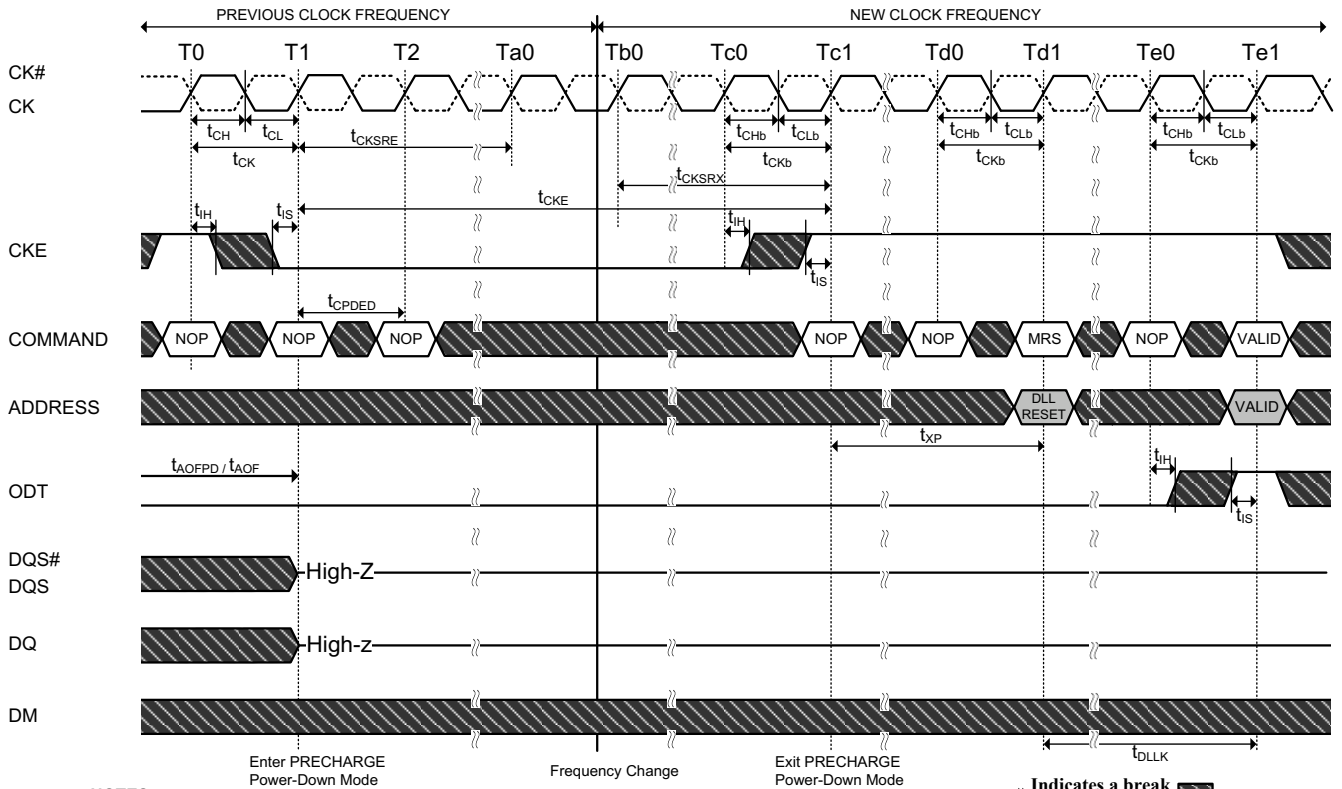 PREVIOUS CLOCK FREQUENCY NEW CLOCK FREQUENCY
T0 T1 T2 Ta0 Tb0 Tc0 Tc1 Td0 Td1 Te0 Te1
CK#
CK
tCH tCL tCHb tCLb tCHb tCLb tCHb tCLb
tCK tCKSRE tCKb tCKb tCKb
tCKSRX
tCKE
tIH tIS tIH
CKE
tIS
tCPDED
COMMAND NOP NOP NOP NOP NOP MRS NOP VALID
ADDRESS DLL RESET VALID
tXP
tAOFPD / tAOF tIH
ODT
tIS
DQS#
DQS
High-Z
DQ High-z
DM
tDLLK
Enter PRECHARGE
Power-Down Mode
Frequency Change
Exit PRECHARGE
Power-Down Mode
Indicates a break